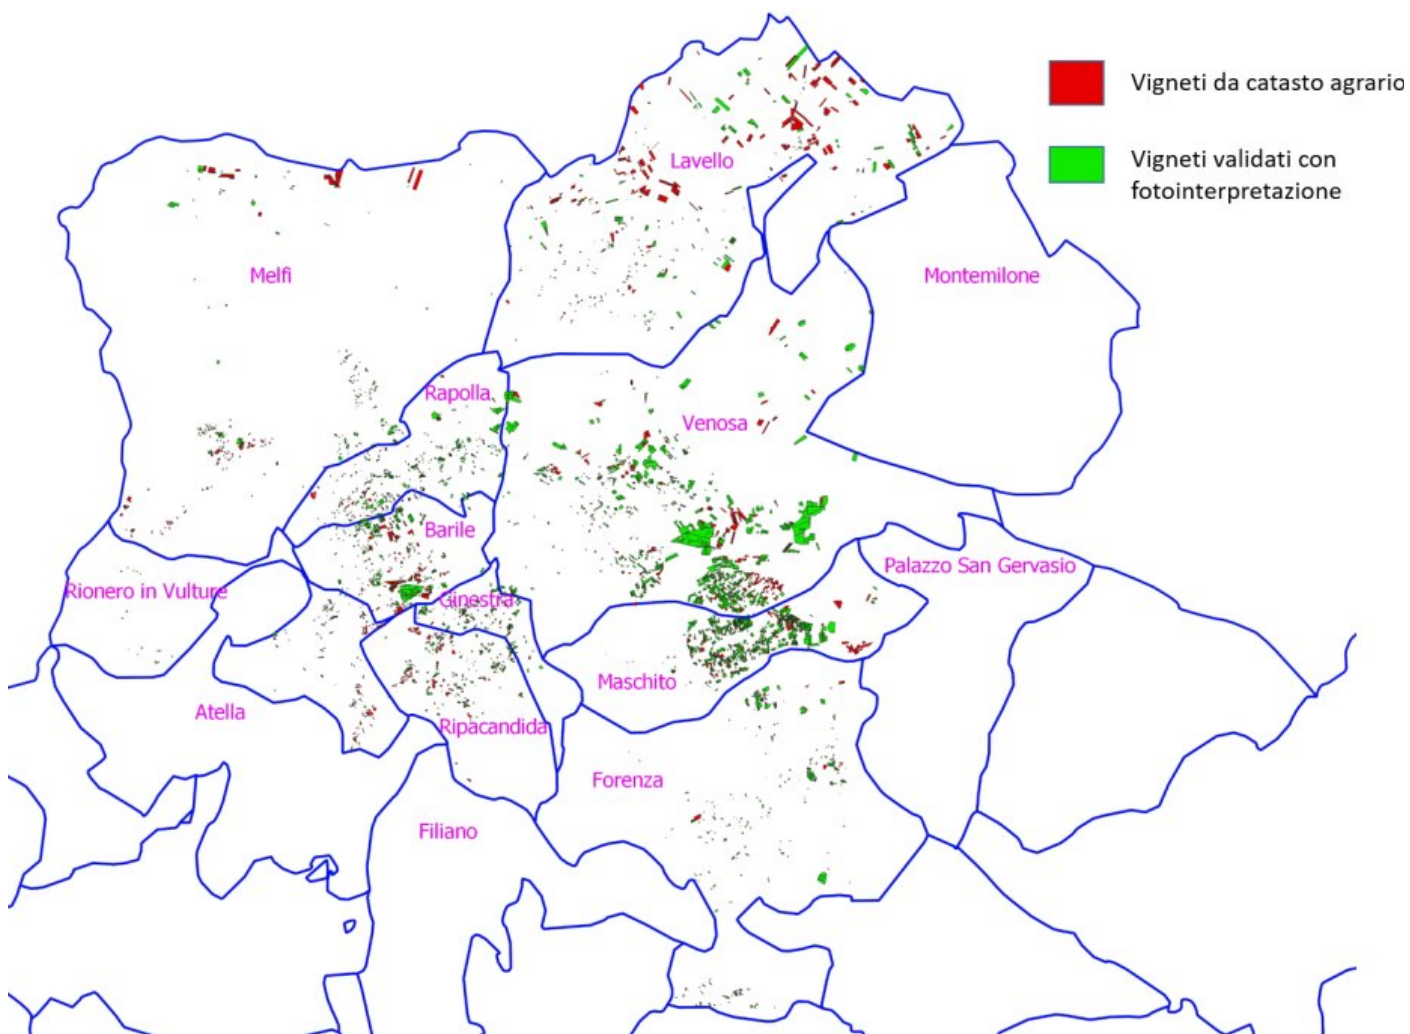 Vigneti da catasto agrario
Vigneti validati con
fotointerpretazione
Lavello
Melfi
Montemilone
Rapolla
Venosa
Barile
Palazzo San Gervasio
Rionero in Vulture
Ginestra
Maschito
Atella
Ripacandida
Forenza
Filiano